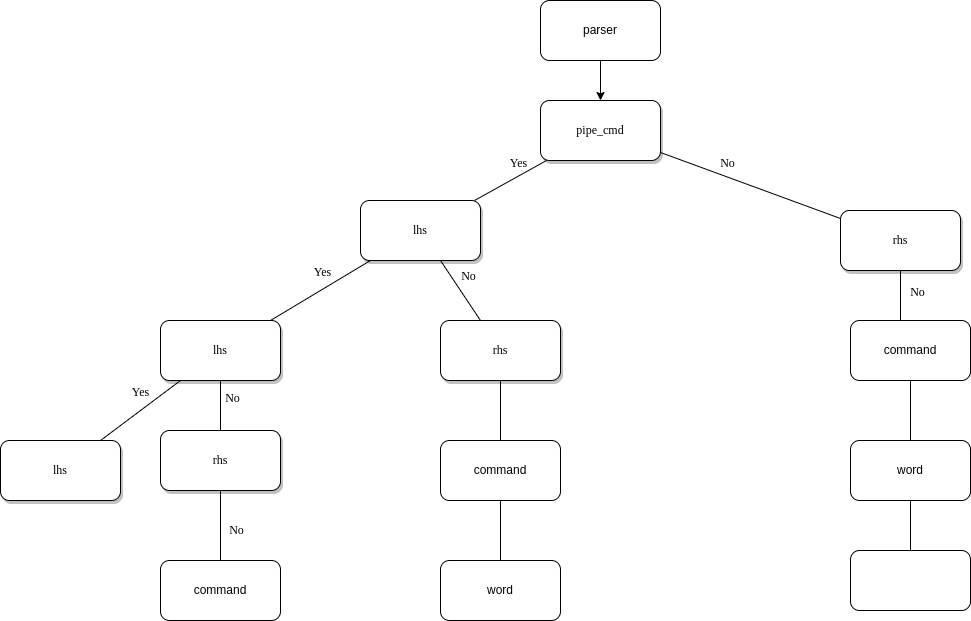 parser
pipe_cmd
Yes
No
lhs
rhs
Yes
No
No
lhs
rhs
command
Yes
No
lhs
rhs
command
word
No
command
word